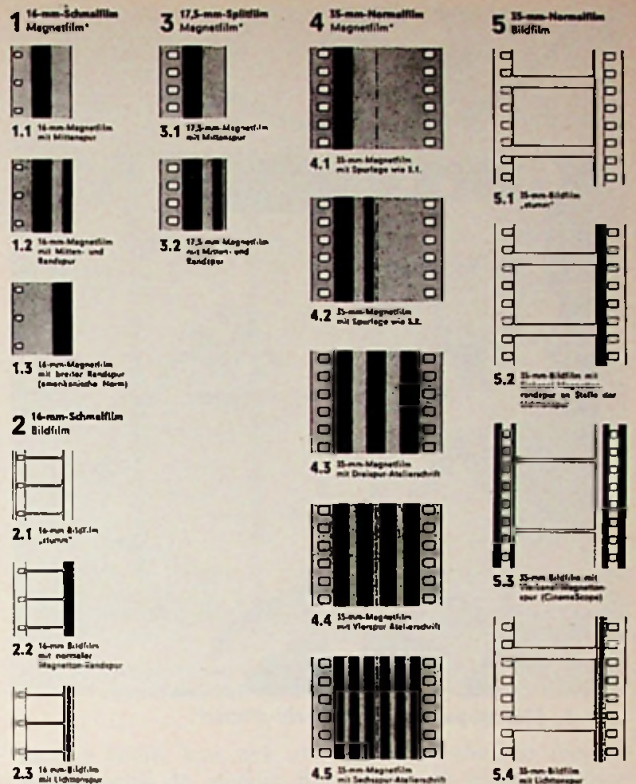 1 16-mm-Schmalfilm
Magnetfilm*
1.1 16-mm-Magnetfilm
mit Mittenspur
1.2 16-mm-Magnetfilm
mit Mitten- und
Randspur
1.3 16-mm-Magnetfilm
mit breiter Randspur
(amerikanische Norm)
2 16-mm-Schmalfilm
Bildfilm
2.1 16-mm Bildfilm
„stumm"
2.2 16-mm Bildfilm
mit normaler
Magnetton-Randspur
2.3 16 mm-Bildfilm
mit Lichttonspur
3 17,5-mm-Splitfilm
Magnetfilm*
3.1 17,5-mm-Magnetfilm
mit Mittenspur
3.2 17,5 mm-Magnetfilm
mit Mitten- und
Randspur
4 35-mm-Normalfilm
Magnetfilm*
4.1 35-mm-Magnetfilm
mit Spurlage wie 3.1.
4.2 35-mm-Magnetfilm
mit Spurlage wie 3.2.
4.3 35-mm-Magnetfilm
mit Dreispur-Atelierschrift
4.4 35-mm-Magnetfilm
mit Vierspur Atelierschrift
4.5 35-mm-Magnetfilm
mit Sechsspur-Atelierschrift
5 35-mm-Normalfilm
Bildfilm
5.1 35-mm-Bildfilm
„stumm"
5.2 35-mm-Bildfilm mit
randspur an Stelle der
Lichttonspur
5.3 35-mm Bildfilm mit
Vierkanal-Magnetton-
spur (CinemaScope)
5.4 35-mm-Bildfilm
mit Lichttonspur